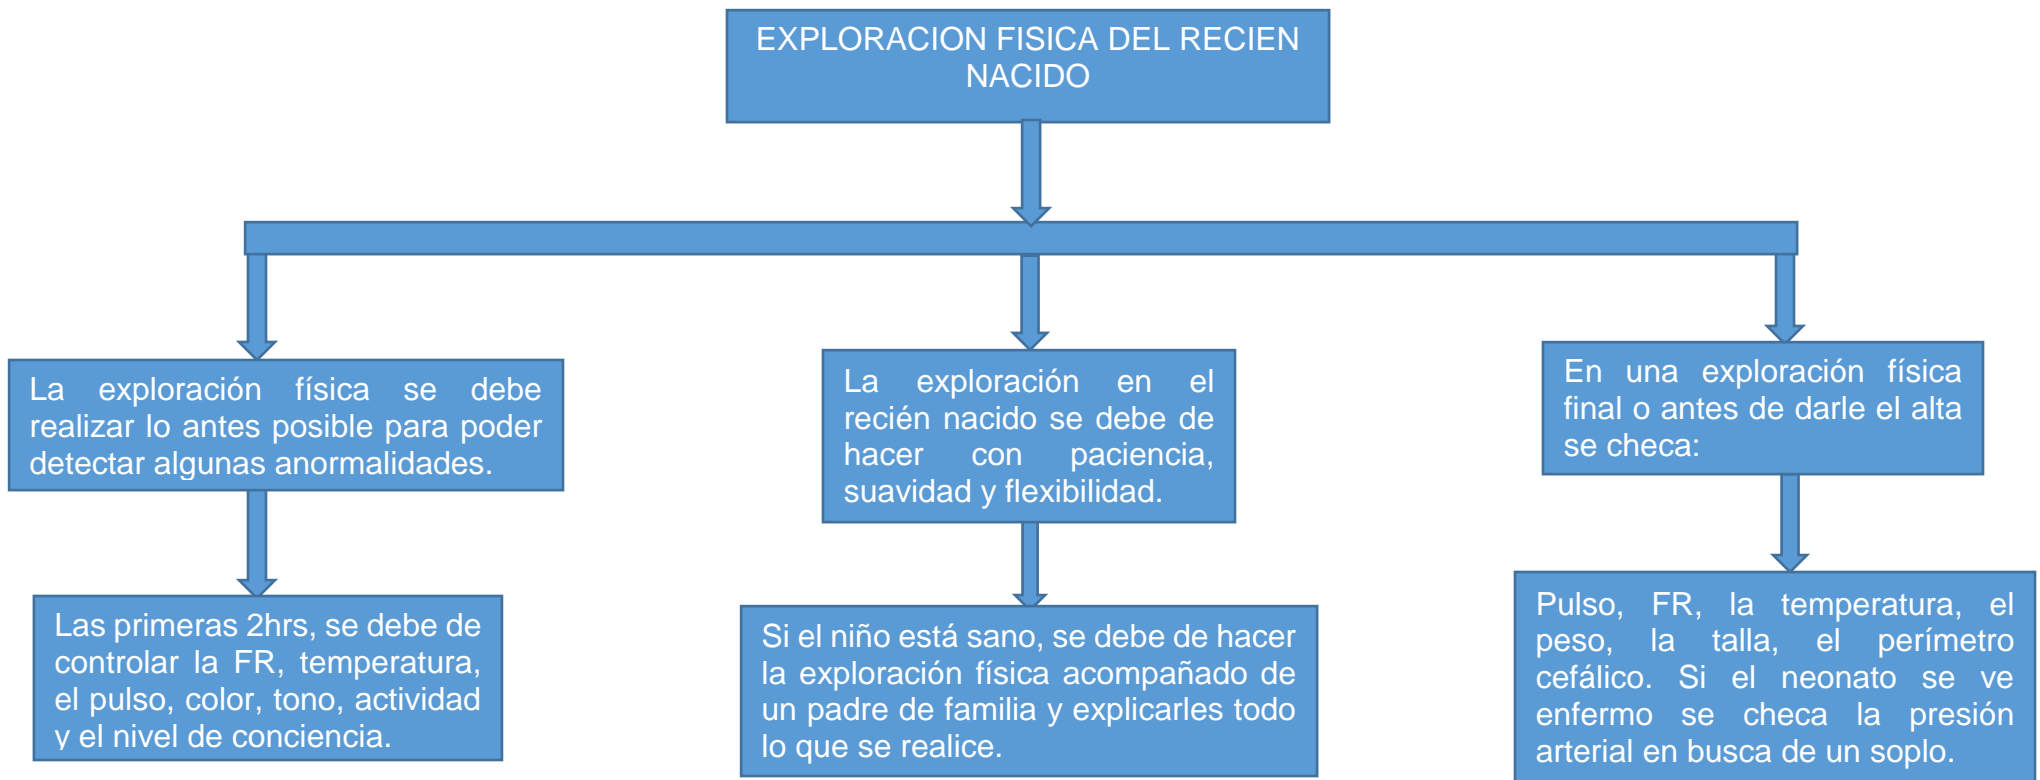 EXPLORACION FISICA DEL RECIEN
NACIDO
La exploración física se debe
realizar lo antes posible para poder
detectar algunas anormalidades.
Las primeras 2hrs, se debe de
controlar la FR, temperatura,
el pulso, color, tono, actividad
y el nivel de conciencia.
La exploración en el
recién nacido se debe de
hacer con paciencia,
suavidad y flexibilidad.
Si el niño está sano, se debe de hacer
la exploración física acompañado de
un padre de familia y explicarles todo
lo que se realice.
En una exploración física
final o antes de darle el alta
se checa:
Pulso, FR, la temperatura, el
peso, la talla, el perímetro
cefálico. Si el neonato se ve
enfermo se checa la presión
arterial en busca de un soplo.